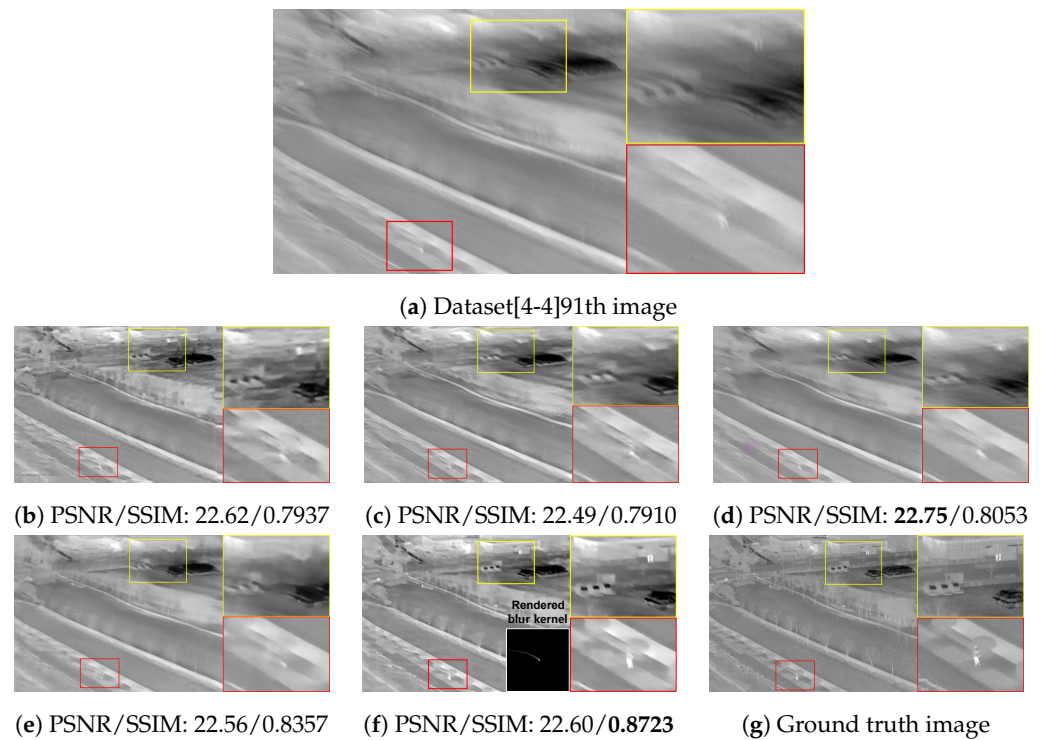 (a) Dataset[4-4]91th image
(b) PSNR/SSIM: 22.62/0.7937
(c) PSNR/SSIM: 22.49/0.7910
(d) PSNR/SSIM: 22.75/0.8053
Rendered
blur kernel
(e) PSNR/SSIM: 22.56/0.8357
(f) PSNR/SSIM: 22.60/0.8723
(g) Ground truth image